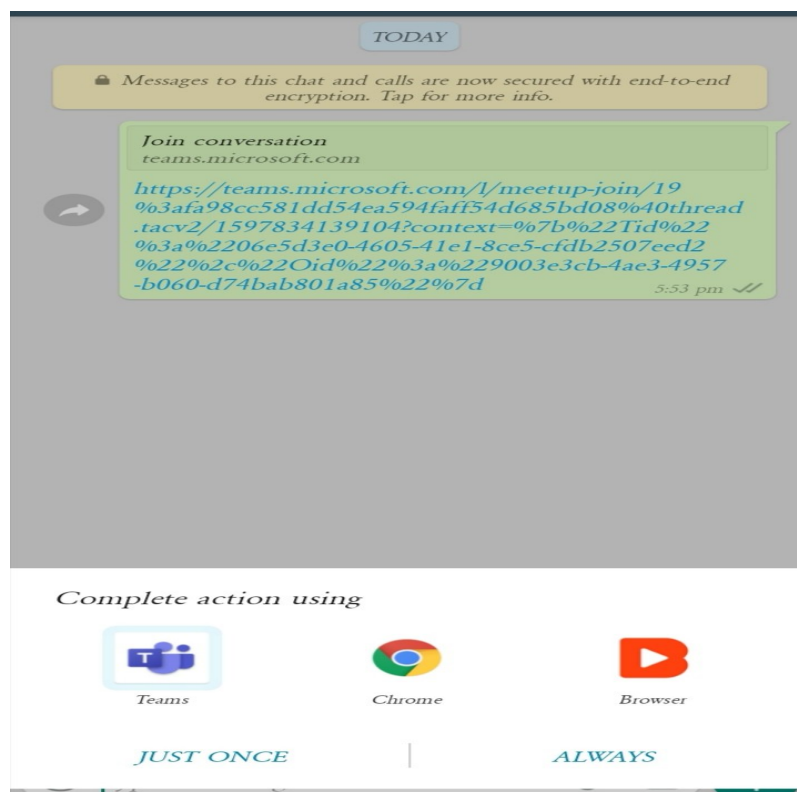 TODAY
Messages to this chat and calls are now secured with end-to-end
encryption. Tap for more info.
Join conversation
teams.microsoft.com
https://teams.microsoft.com/l/meetup-join/19
%3afa98cc581dd54ea594faff54d685bd08%40thread
.tacv2/1597834139104?context=%7b%22Tid%22
%3a%2206e5d3e0-4605-41e1-8ce5-cfdb2507eed2
%22%2c%22Oid%22%3a%229003e3cb-4ae3-4957
-b060-d74bab801a85%22%7d
5:53 pm
Complete action using
T
Teams
Chrome
Browser
JUST ONCE
ALWAYS